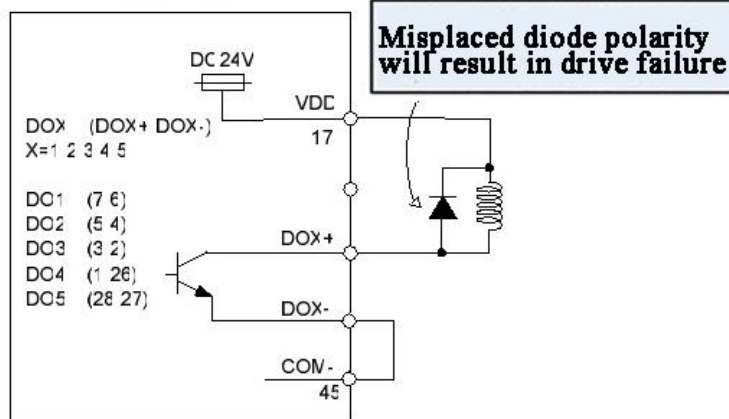 Misplaced diode polarity
will result in drive failure
DC 24V
VDD
17
DOX (DOX+ DOX-)
X=1 2 3 4 5
DO1 (7 6)
DO2 (5 4)
DO3 (3 2)
DO4 (1 26)
DO5 (28 27)
DOX+
DOX-
COM-
45